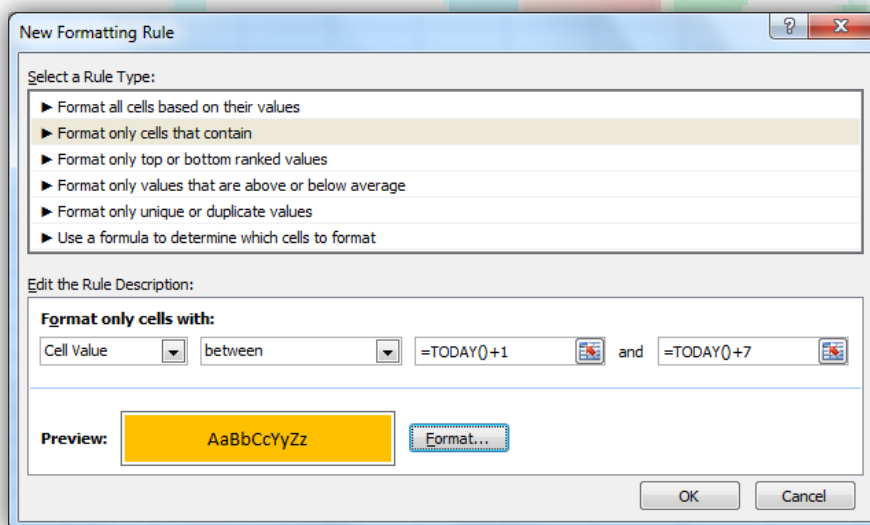 New Formatting Rule
?
X
Select a Rule Type:
► Format all cells based on their values
► Format only cells that contain
► Format only top or bottom ranked values
► Format only values that are above or below average
► Format only unique or duplicate values
► Use a formula to determine which cells to format
Edit the Rule Description:
Format only cells with:
Cell Value between =TODAY()+1 and =TODAY()+7
Preview: AaBbCcYyZz Format...
OK Cancel